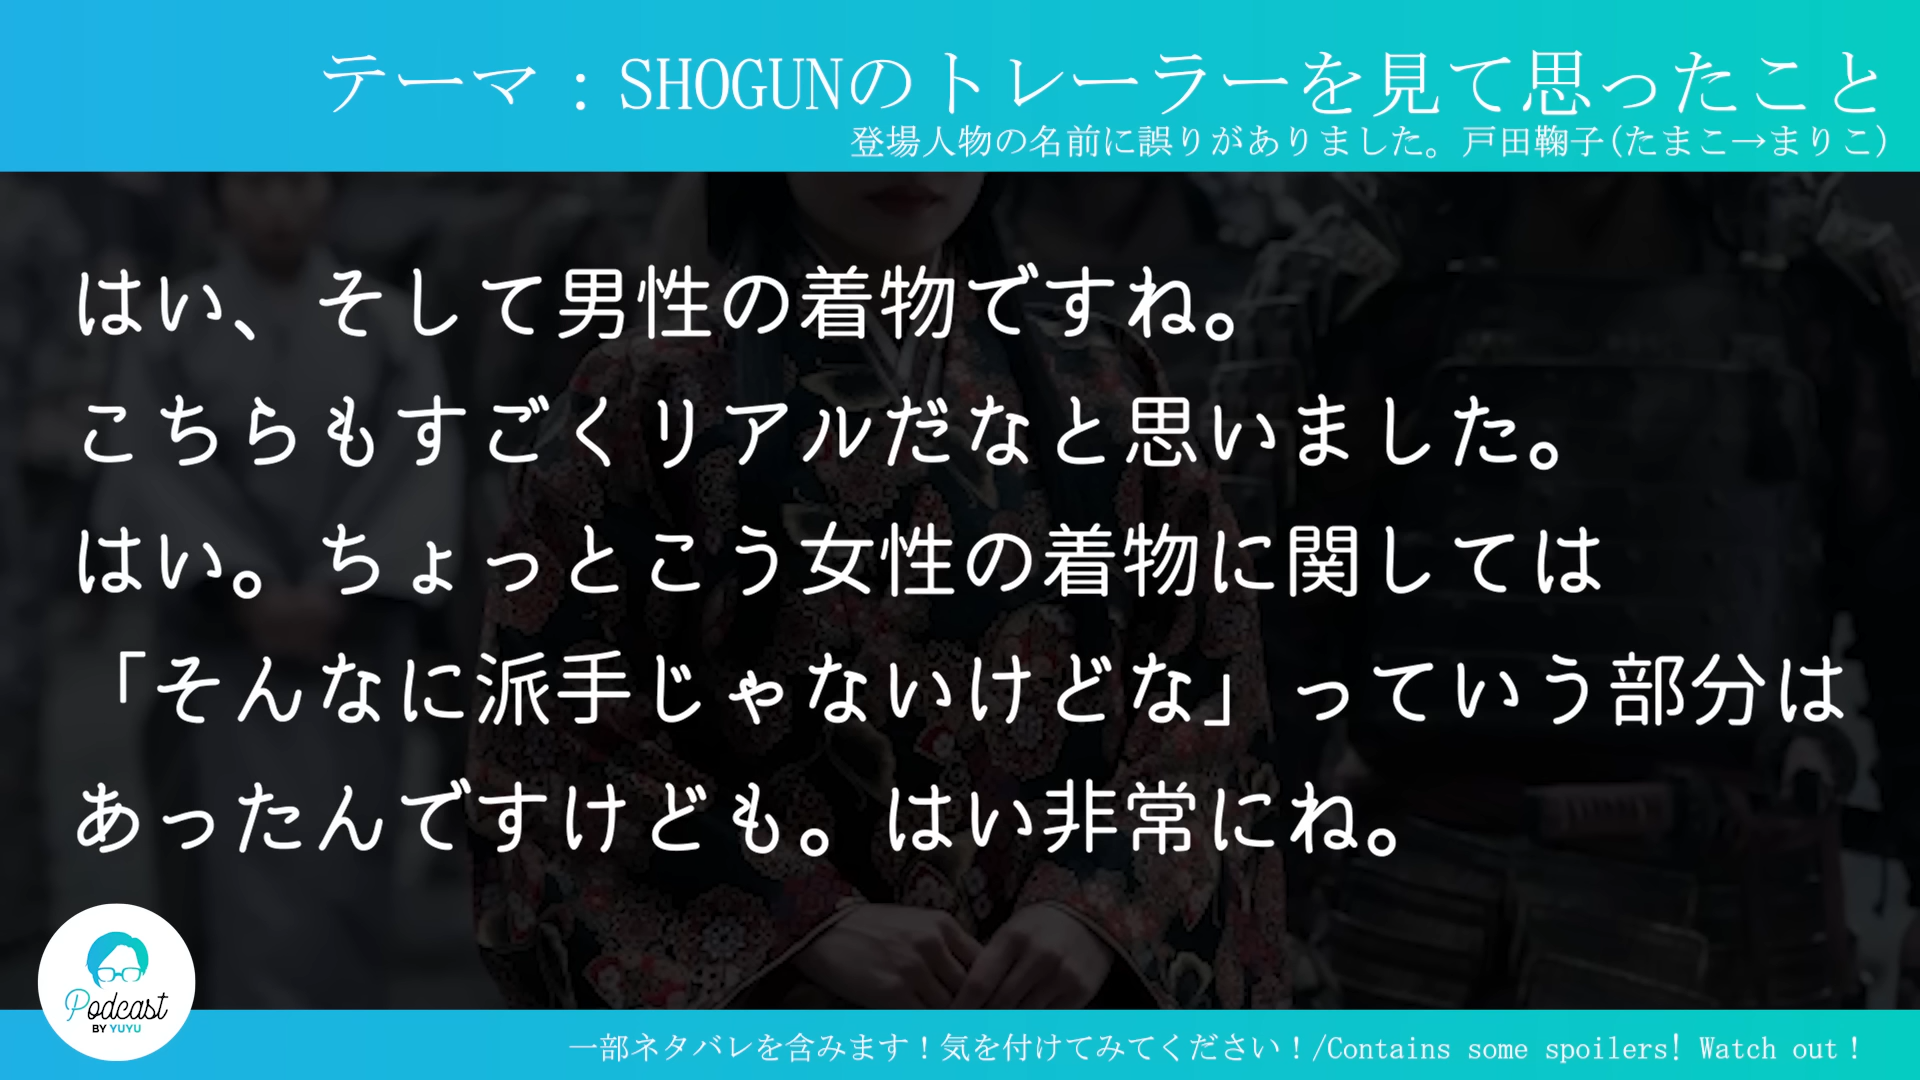 テーマ：SHOGUNのトレーラーを見て思ったこと
登場人物の名前に誤りがありました。戸田鞠子(たまこ→まりこ)
はい、そして男性の着物ですね。
こちらもすごくリアルだなと思いました。
はい。ちょっとこう女性の着物に関しては
「そんなに派手じゃないけどな」っていう部分は
あったんですけども。はい非常にね。
Podcast
BY YUYU
一部ネタバレを含みます！気を付けてみてください！/Contains some spoilers! Watch out！